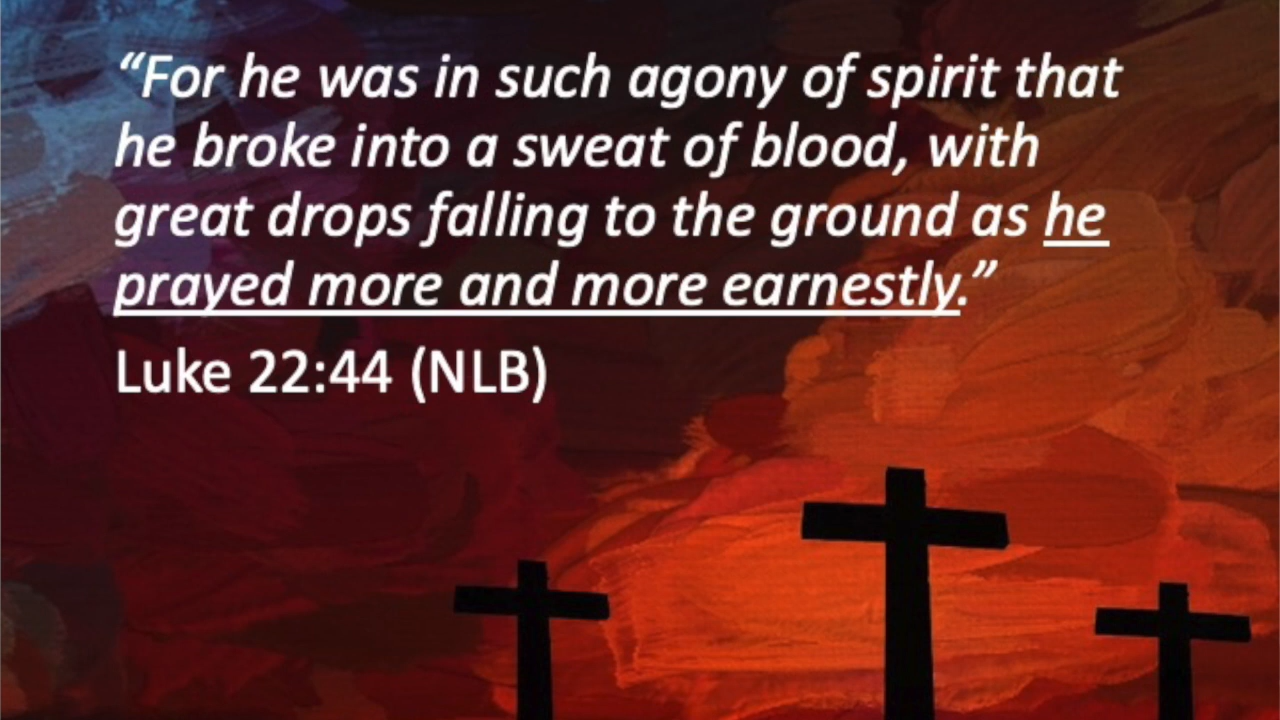 “For he was in such agony of spirit that
he broke into a sweat of blood, with
great drops falling to the ground as he
prayed more and more earnestly.”
Luke 22:44 (NLB)